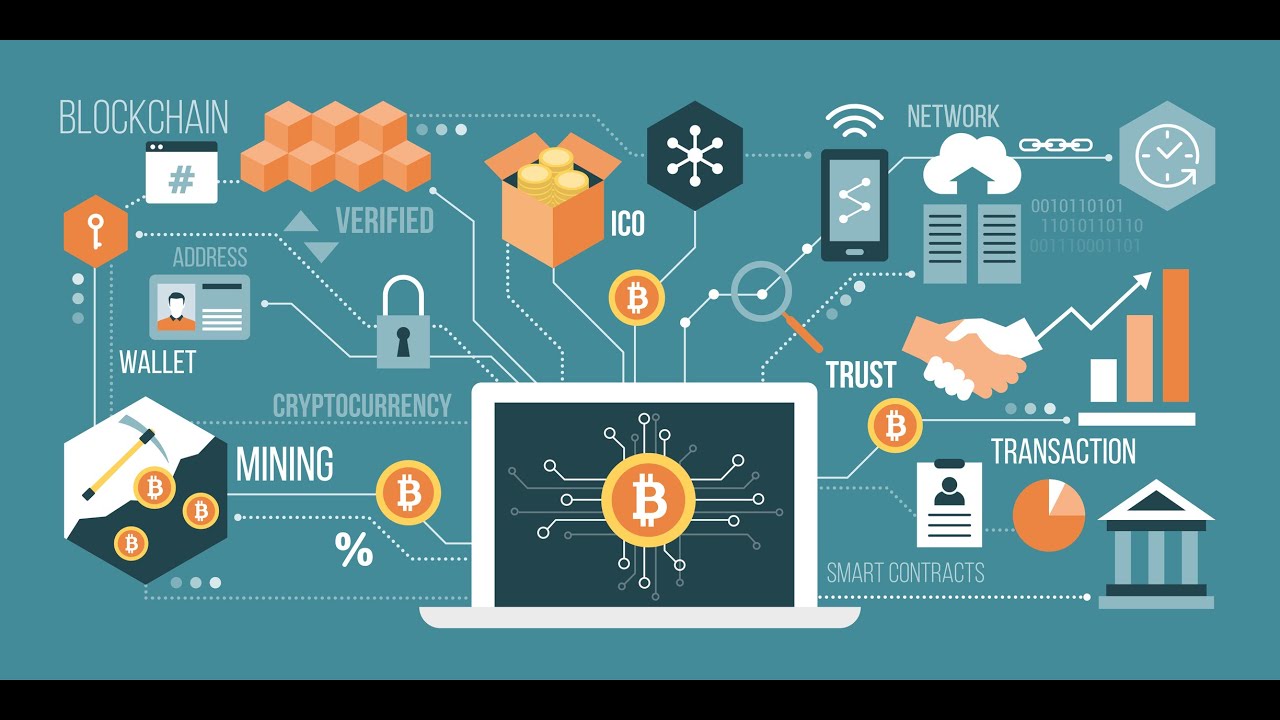 BLOCKCHAIN
#
VERIFIED
ADDRESS
WALLET
ICO
NETWORK
0010110101
11010110110
001110001101
TRUST
CRYPTOCURRENCY
MINING
%
TRANSACTION
SMART CONTRACTS